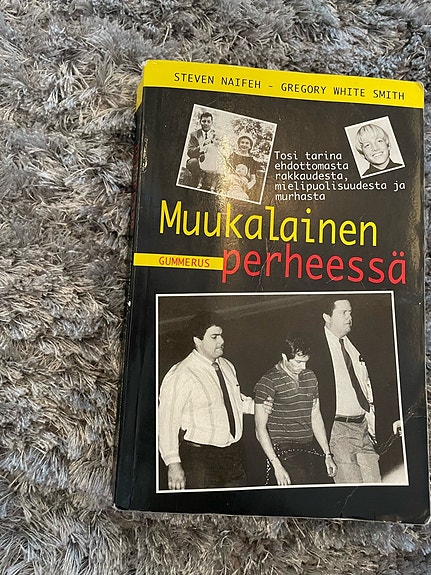 STEVEN NAIFEH - GREGORY WHITE SMITH
Tosi tarina
ehdottomasta
rakkaudesta,
mielipuolisuudesta ja
murhasta
Muukalainen
GUMMERUS
perheessä